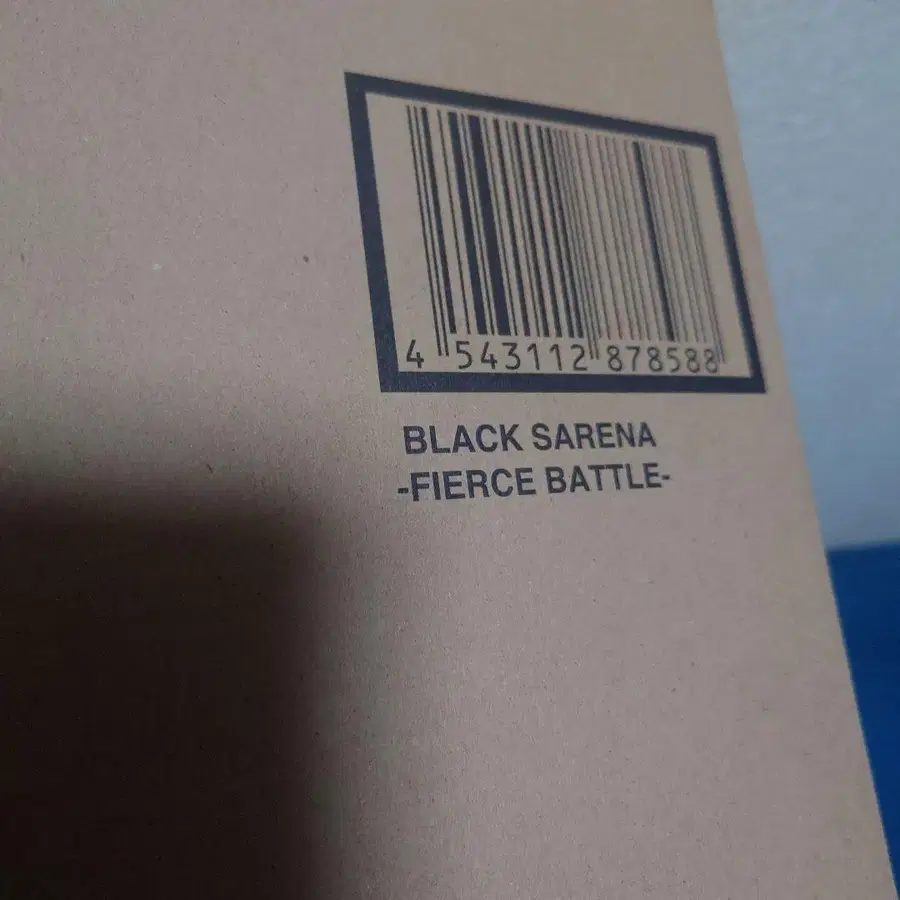 4 543112 878588
BLACK SARENA
-FIERCE BATTLE-